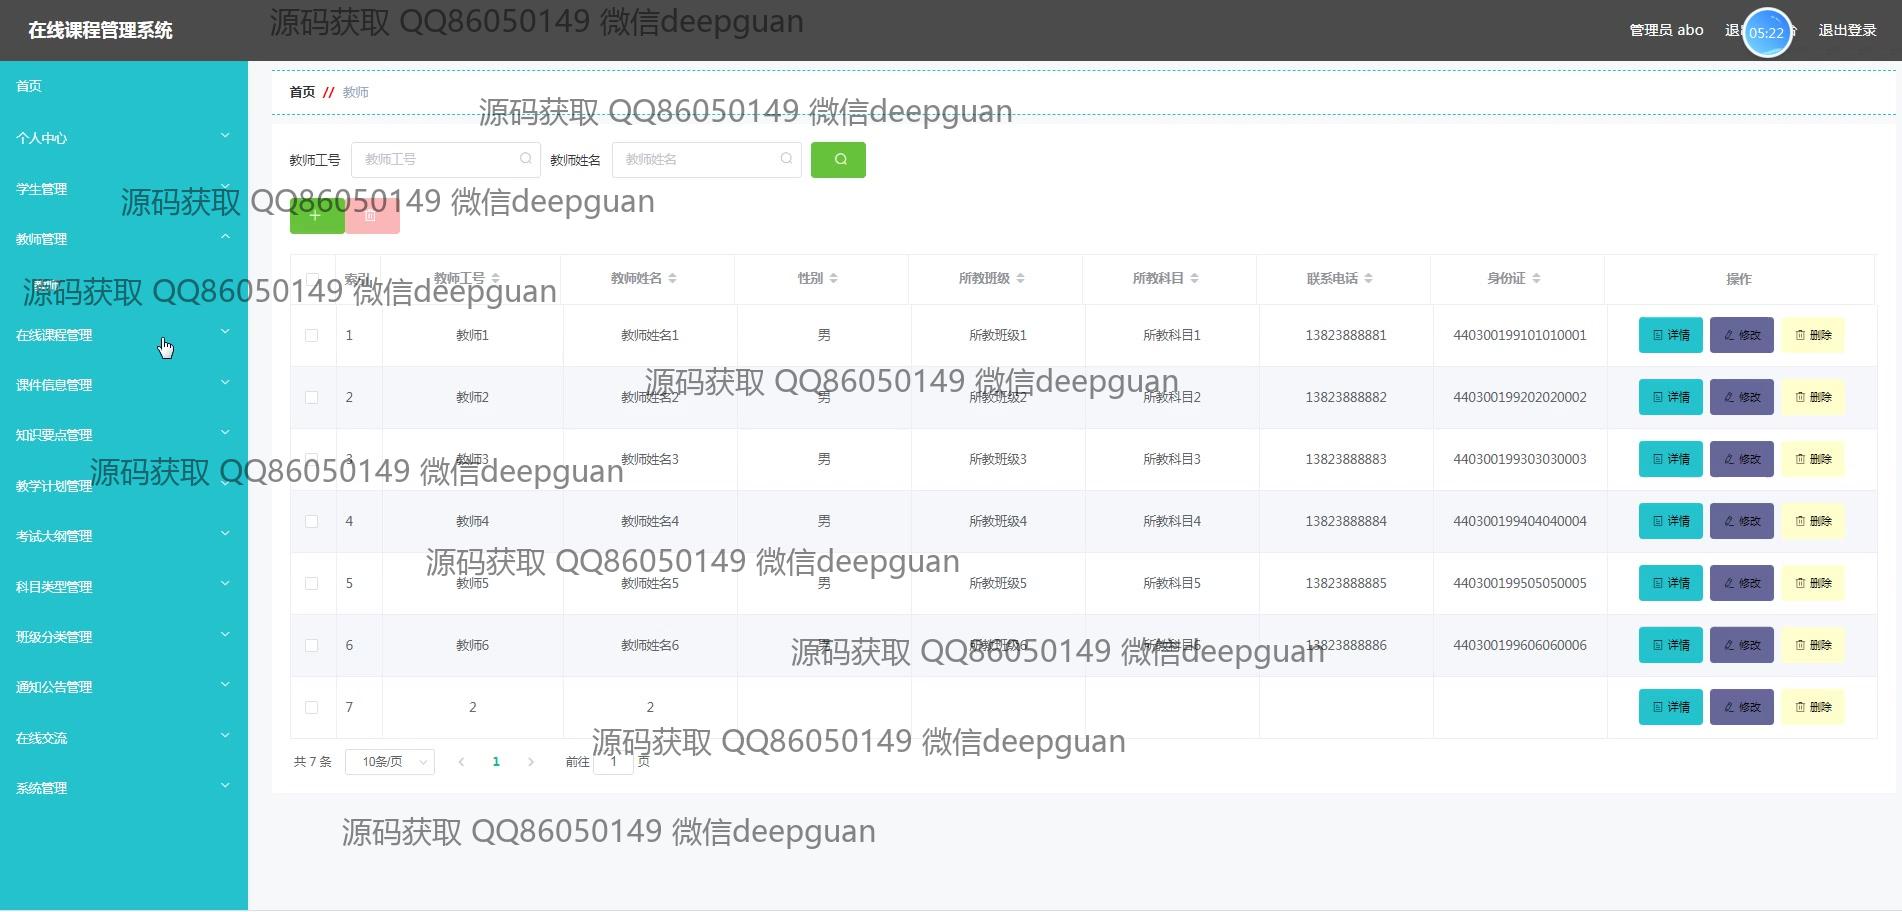 在线课程管理系统
源码获取 QQ86050149 微信deepguan
管理员 abo
05:22
退出登录
首页
个人中心
学生管理
教师管理
在线课程管理
课件信息管理
知识要点管理
教学计划管理
考试大纲管理
科目类型管理
班级分类管理
通知公告管理
在线交流
系统管理
首页 // 教师
源码获取 QQ86050149 微信deepguan
教师工号 教师工号 教师姓名 教师姓名
源码获取 QQ86050149 微信deepguan
索引 教师工号 教师姓名 性别 所教班级 所教科目 联系电话 身份证 操作
源码获取 QQ86050149 微信deepguan
1 教师1 教师姓名1 男 所教班级1 所教科目1 13823888881 440300199101010001 详情 修改 删除
源码获取 QQ86050149 微信deepguan
2 教师2 教师姓名2 男 所教班级2 所教科目2 13823888882 440300199202020002 详情 修改 删除
3 教师3 教师姓名3 男 所教班级3 所教科目3 13823888883 440300199303030003 详情 修改 删除
源码获取 QQ86050149 微信deepguan
4 教师4 教师姓名4 男 所教班级4 所教科目4 13823888884 440300199404040004 详情 修改 删除
源码获取 QQ86050149 微信deepguan
5 教师5 教师姓名5 男 所教班级5 所教科目5 13823888885 440300199505050005 详情 修改 删除
6 教师6 教师姓名6 男 所教班级6 所教科目6 13823888886 440300199606060006 详情 修改 删除
源码获取 QQ86050149 微信deepguan
7 2 2 详情 修改 删除
源码获取 QQ86050149 微信deepguan
共 7 条 10条/页 1 前往 1 页
源码获取 QQ86050149 微信deepguan